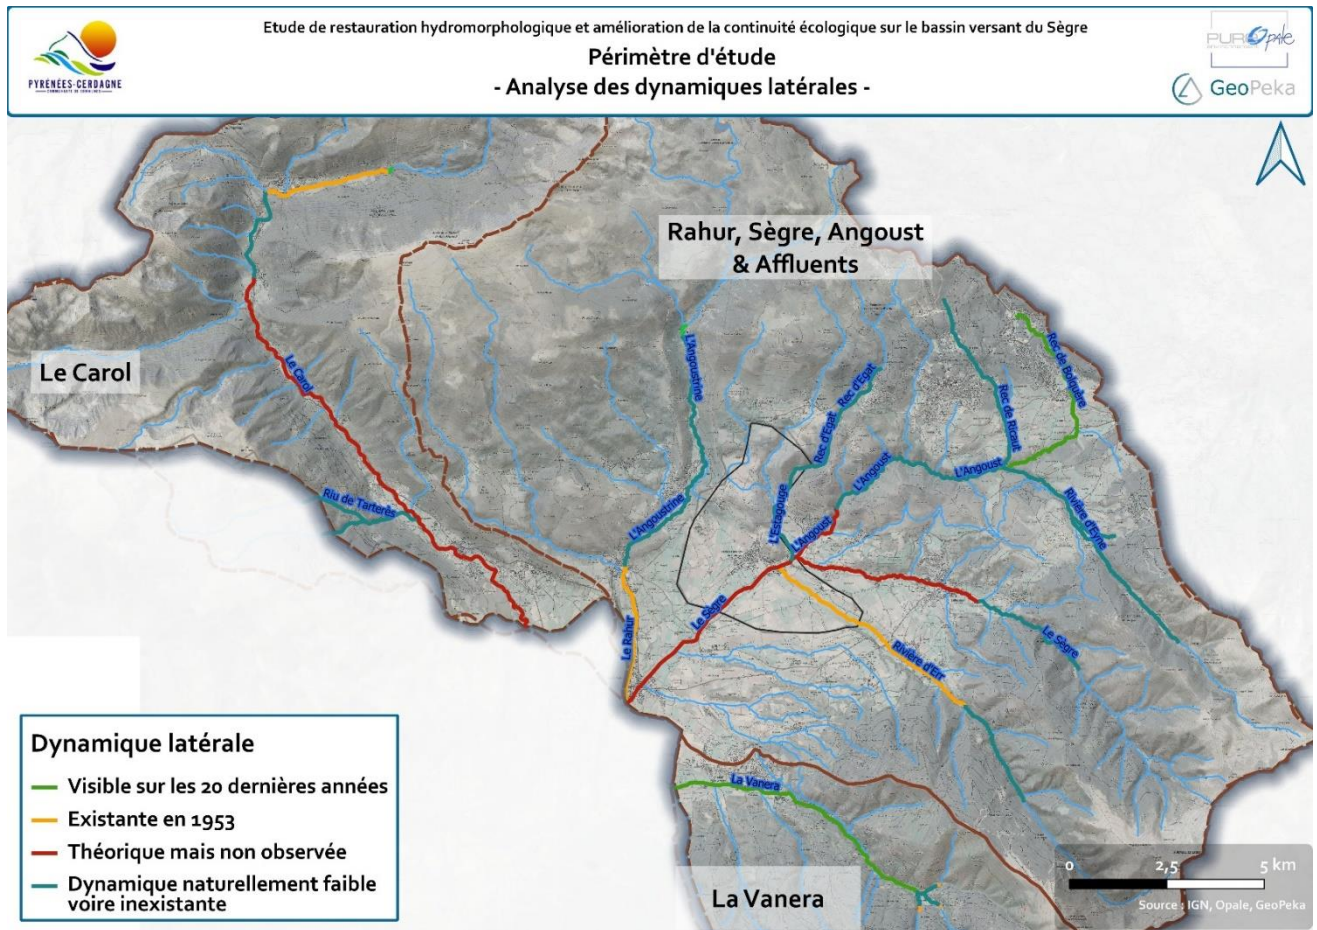 Etude de restauration hydromorphologique et amélioration de la continuité écologique sur le bassin versant du Sègre
Périmètre d'étude
- Analyse des dynamiques latérales -
PYRÉNÉES-CERDAGNE
PURE Opale
GeoPeka
Rahur, Sègre, Angoust
& Affluents
Le Carol
Le Carol
L'Angoustrine
Rec de Bolquère
Rec d'Egat
Rec d'Egat
Rec de Ricaut
L'Angoust
L'Angoust
Riu de Tarterès
L'Angoustrine
L'Estagouge
L'Angoust
Rivière d'Eyne
Le Sègre
Le Rahur
Le Sègre
Rivière d'Err
La Vanera
La Vanera
Dynamique latérale
Visible sur les 20 dernières années
Existante en 1953
Théorique mais non observée
Dynamique naturellement faible
voire inexistante
0 2,5 5 km
Source : IGN, Opale, GeoPeka